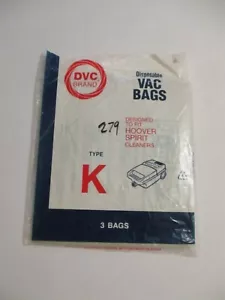 DVC
BRAND
Disposable
VAC
BAGS
279
DESIGNED
TO FIT
HOOVER
SPIRIT
CLEANERS
TYPE
K
3 BAGS